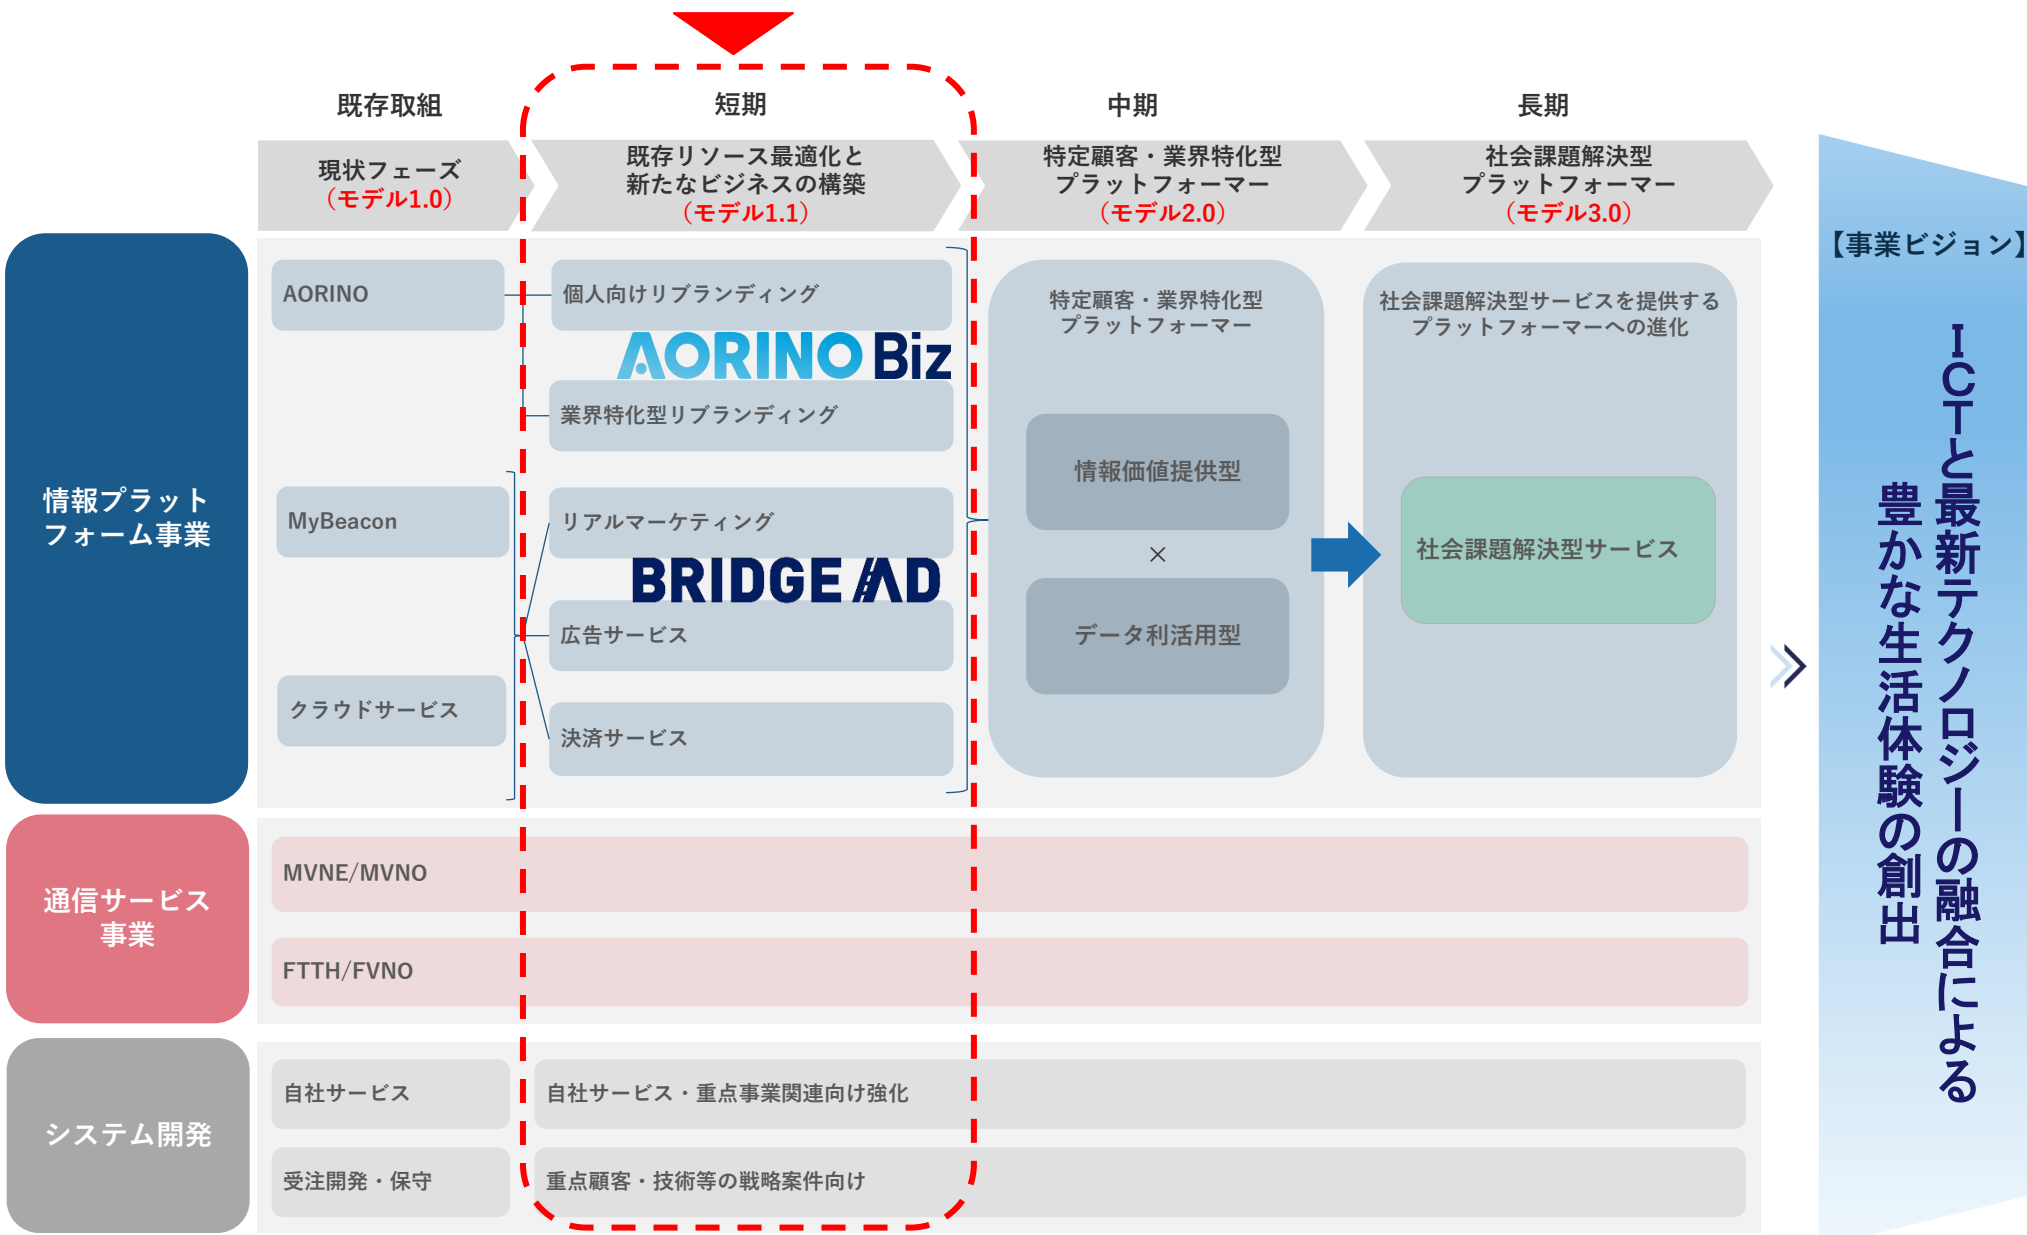 既存取組
短期
中期
長期
現状フェーズ
（モデル1.0）
既存リソース最適化と
新たなビジネスの構築
（モデル1.1）
特定顧客・業界特化型
プラットフォーマー
（モデル2.0）
社会課題解決型
プラットフォーマー
（モデル3.0）
情報プラット
フォーム事業
AORINO
個人向けリブランディング
AORINO Biz
業界特化型リブランディング
MyBeacon
リアルマーケティング
BRIDGE AD
広告サービス
クラウドサービス
決済サービス
特定顧客・業界特化型
プラットフォーマー
情報価値提供型
×
データ利活用型
社会課題解決型サービスを提供する
プラットフォーマーへの進化
社会課題解決型サービス
通信サービス
事業
MVNE/MVNO
FTTH/FVNO
システム開発
自社サービス
自社サービス・重点事業関連向け強化
受注開発・保守
重点顧客・技術等の戦略案件向け
【事業ビジョン】
ICTと最新テクノロジーの融合による
豊かな生活体験の創出